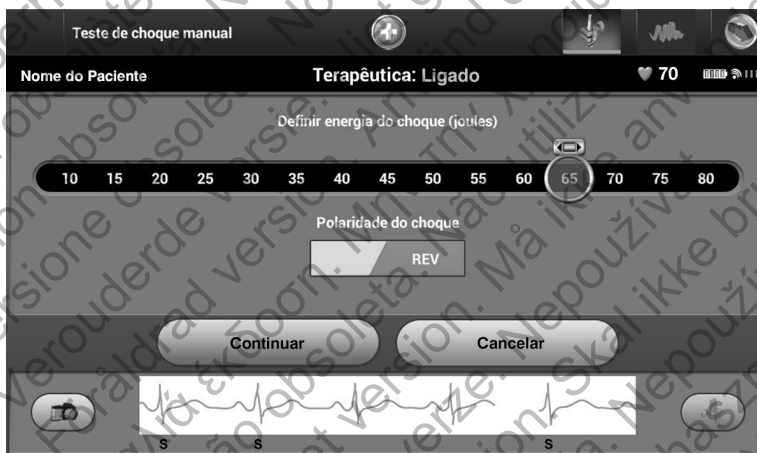 Teste de choque manual
Nome do Paciente
Terapêutica: Ligado
70
Definir energia do choque (joules)
10 15 20 25 30 35 40 45 50 55 60 65 70 75 80
Polaridade do choque
REV
Continuar
Cancelar
S S S